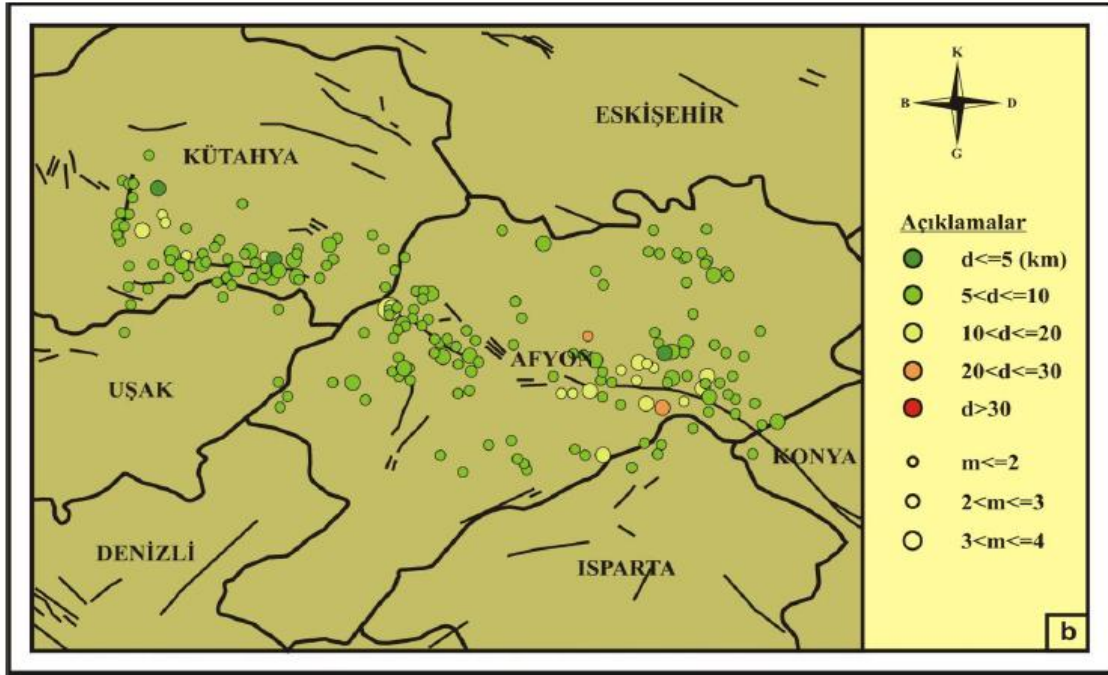 ESKİŞEHİR
KÜTAHYA
AFYON
UŞAK
KONYA
DENİZLİ
ISPARTA
K
B D
G
Açıklamalar
d<=5 (km)
5<d<=10
10<d<=20
20<d<=30
d>30
m<=2
2<m<=3
3<m<=4
b